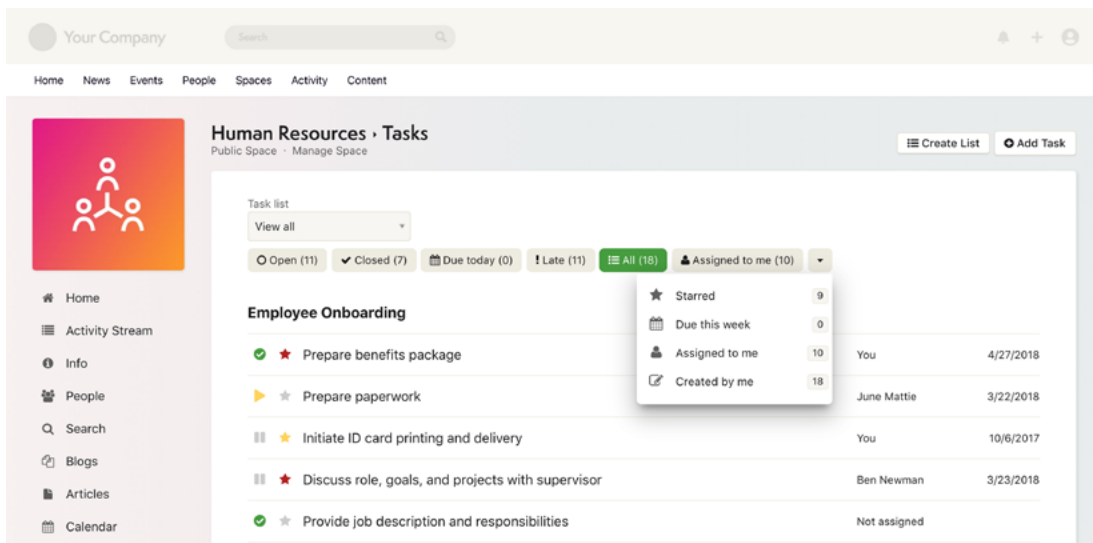 Your Company
Search
Home News Events People Spaces Activity Content
Human Resources › Tasks
Public Space · Manage Space
Create List
Add Task
Task list
View all
Open (11) Closed (7) Due today (0) Late (11) All (18) Assigned to me (10)
Starred 9
Due this week 0
Assigned to me 10
Created by me 18
Employee Onboarding
Prepare benefits package You 4/27/2018
Prepare paperwork June Mattie 3/22/2018
Initiate ID card printing and delivery You 10/6/2017
Discuss role, goals, and projects with supervisor Ben Newman 3/23/2018
Provide job description and responsibilities Not assigned
Home
Activity Stream
Info
People
Search
Blogs
Articles
Calendar